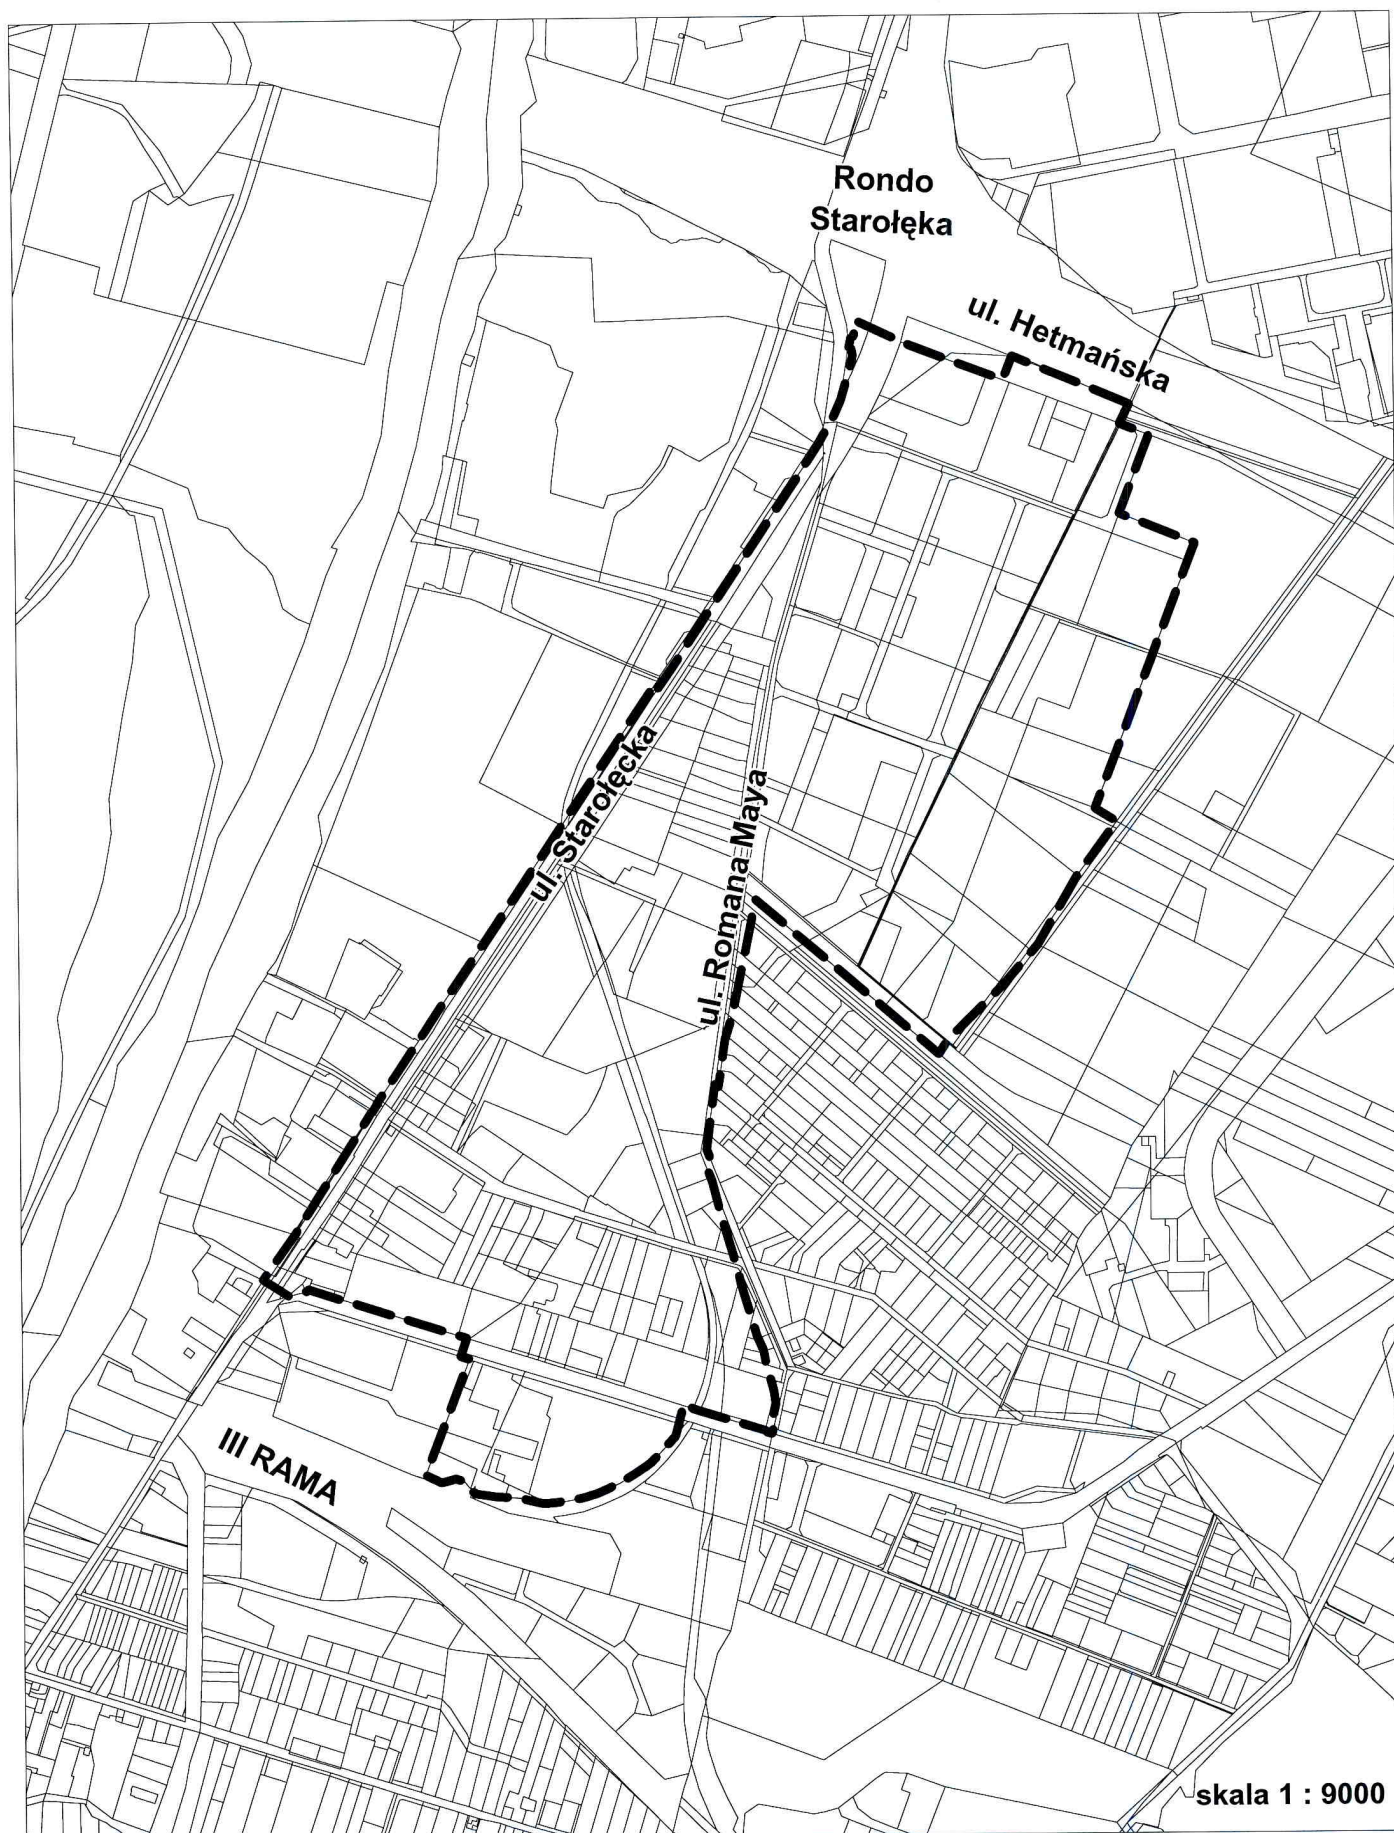 Rondo
Starołęka
ul. Hetmańska
ul. Starołęcka
ul. Romana Maya
III RAMA
skala 1 : 9000